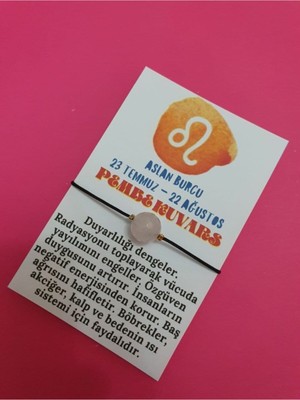 ♌
ASLAN BURCU
23 TEMMUZ - 22 AĞUSTOS
PEMBE KUVARS
Duyarlılığı dengeler.
Radyasyonu toplayarak vücuda
yayılımını engeller. Özgüven
duygusunu artırır. İnsanların
negatif enerjisinden korur. Baş
ağrısını hafifletir. Böbrekler,
akciğer, kalp ve bedenin ısı
sistemi için faydalıdır.